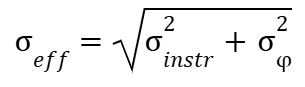 σ_eff = √(σ²_instr + σ²_φ)